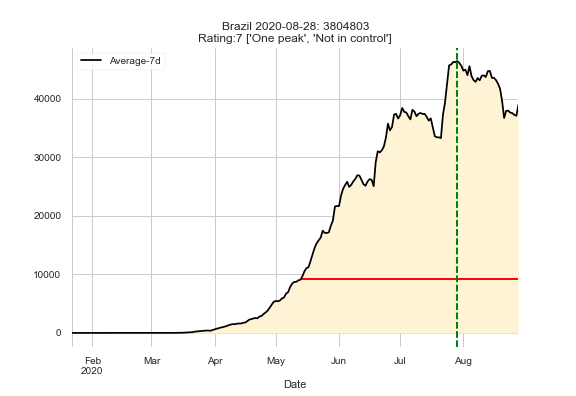 Brazil 2020-08-28: 3804803
Rating:7 ['One peak', 'Not in control']
Average-7d
40000
30000
20000
10000
0
Feb Mar Apr May Jun Jul Aug
2020
Date